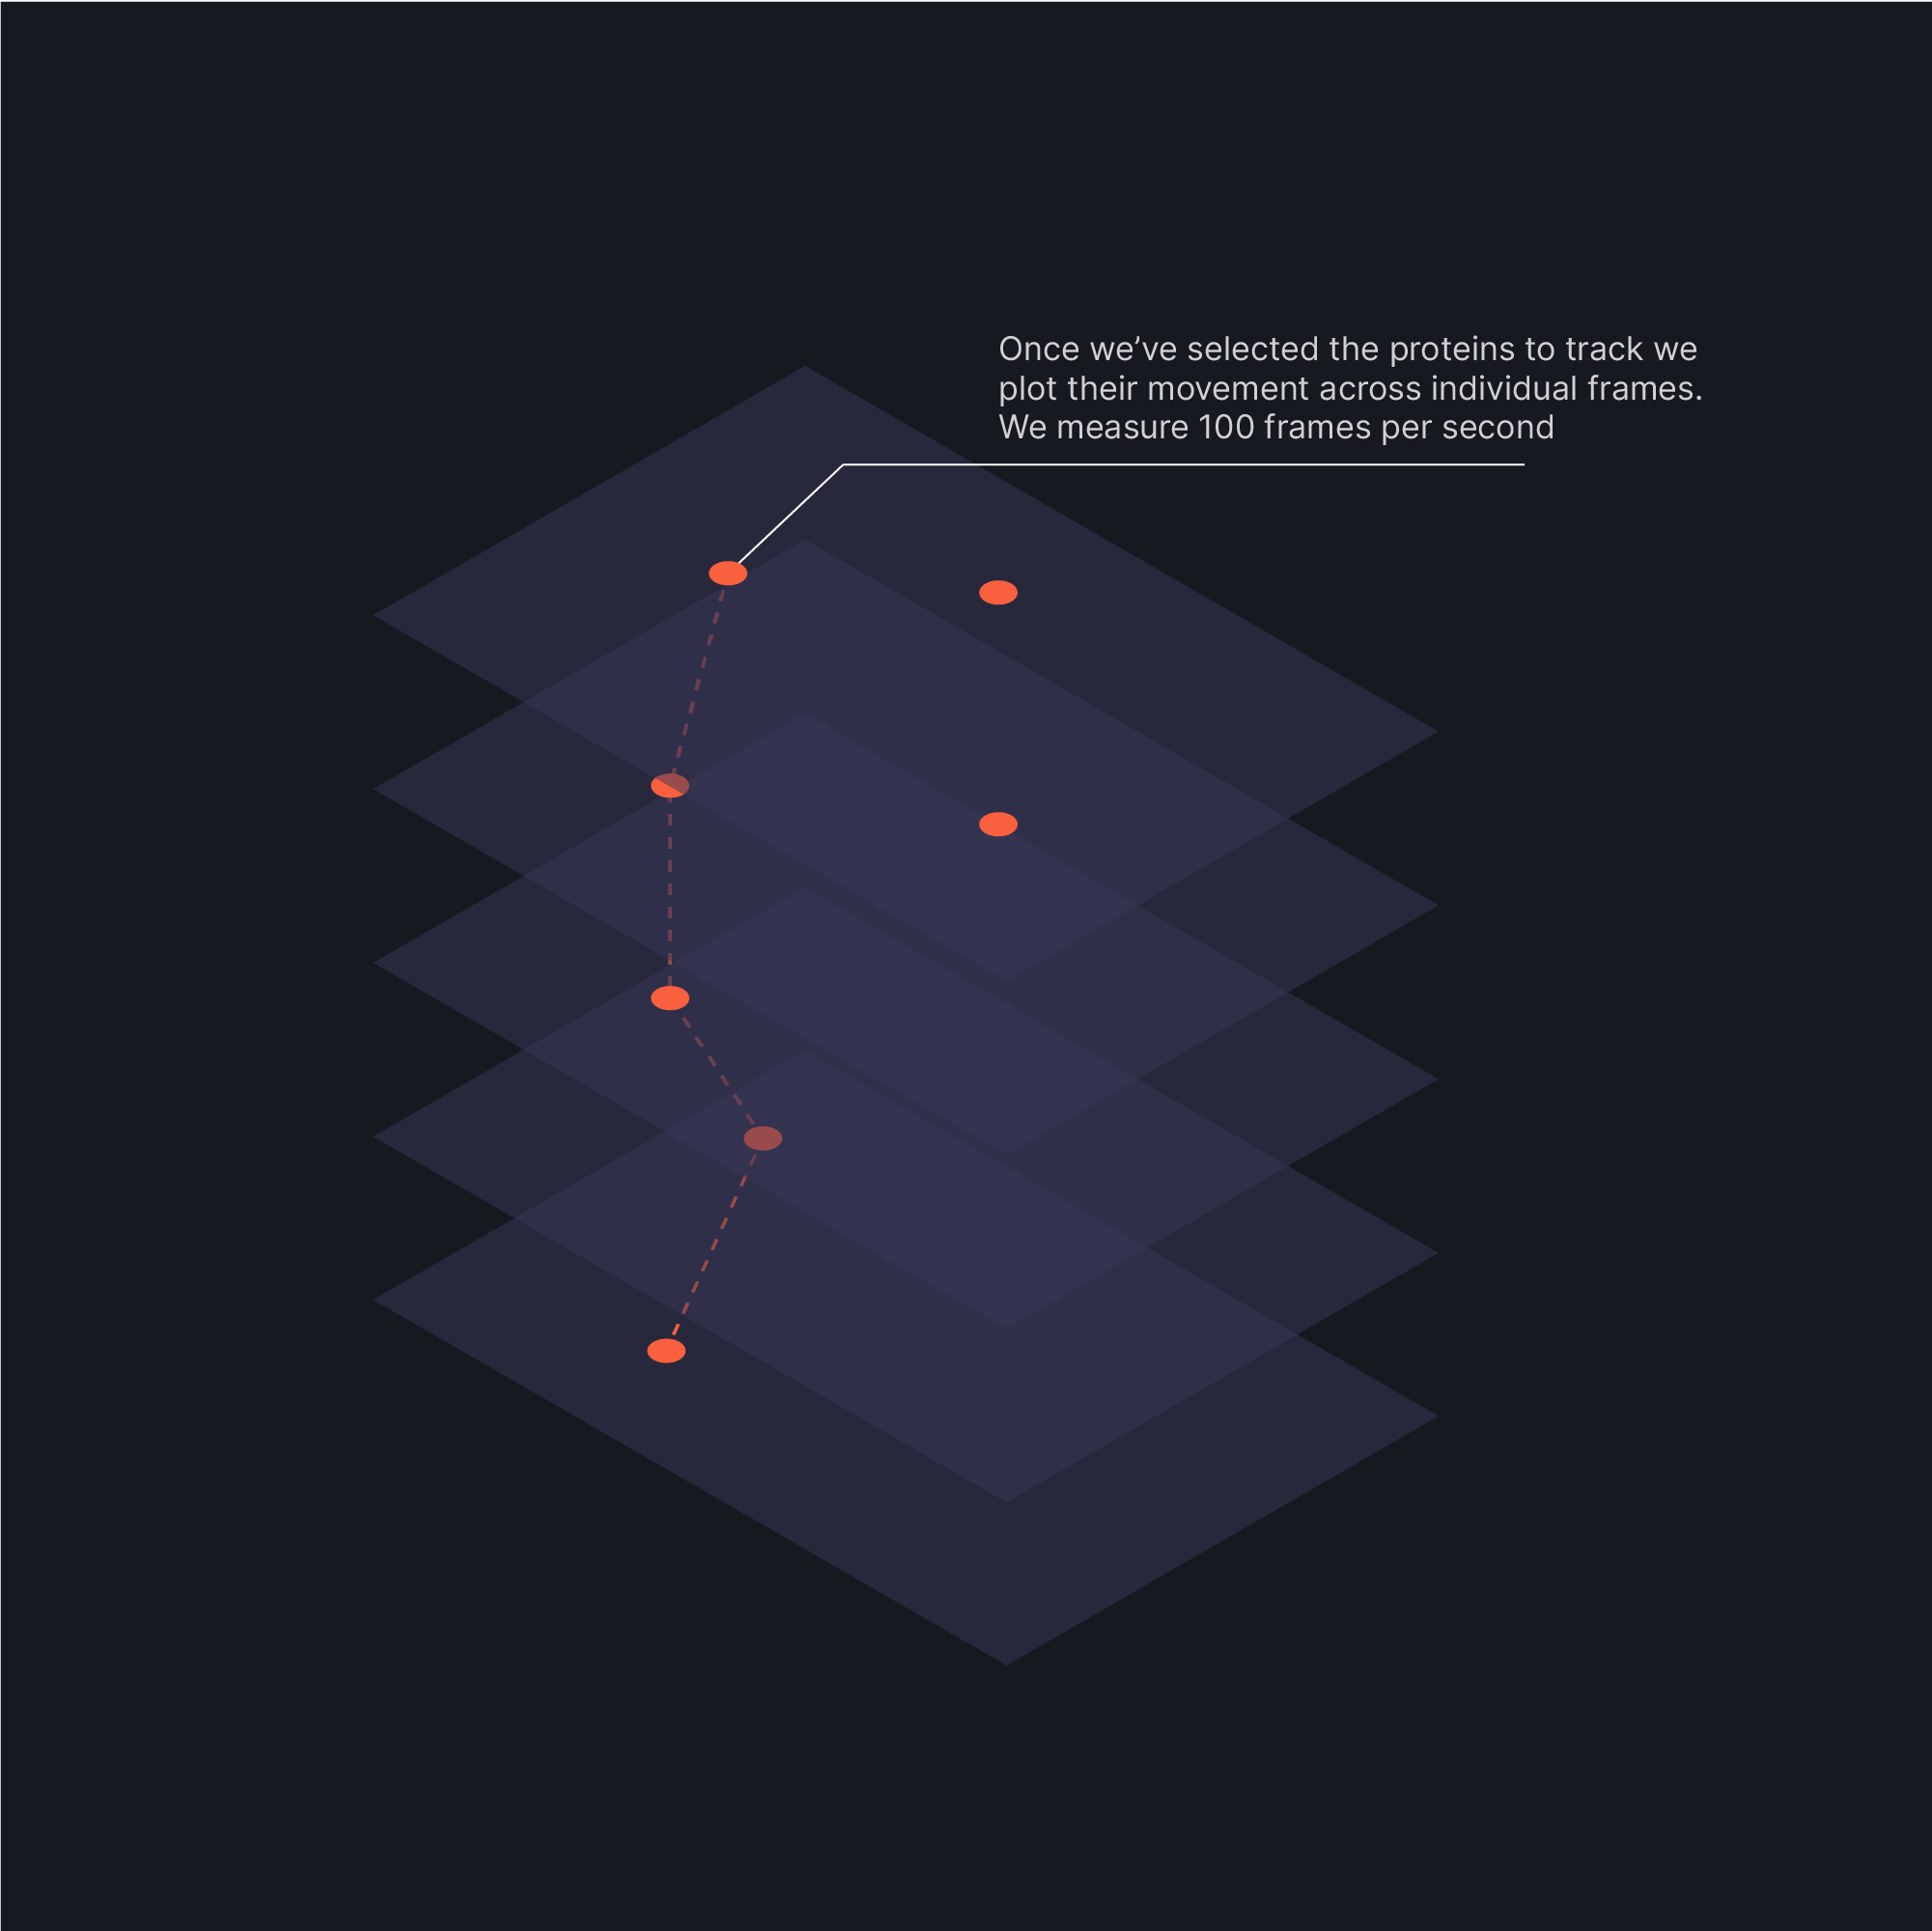 Once we’ve selected the proteins to track we
plot their movement across individual frames.
We measure 100 frames per second